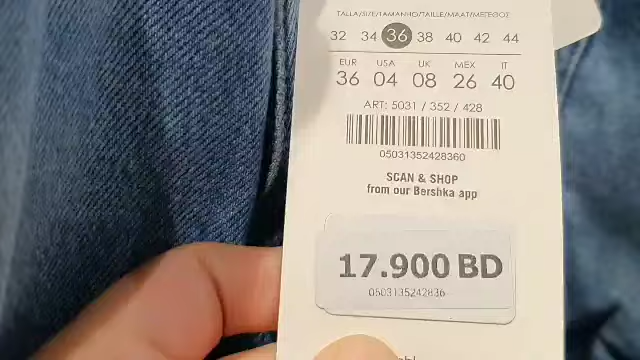 TALLA/SIZE/TAMANHO/TAILLE/MAAT/МЕГЕӨОТ
32 34 36 38 40 42 44
EUR USA UK MEX IT
36 04 08 26 40
ART: 5031 / 352 / 428
05031352428360
SCAN & SHOP
from our Bershka app
17.900 BD
0503135242836